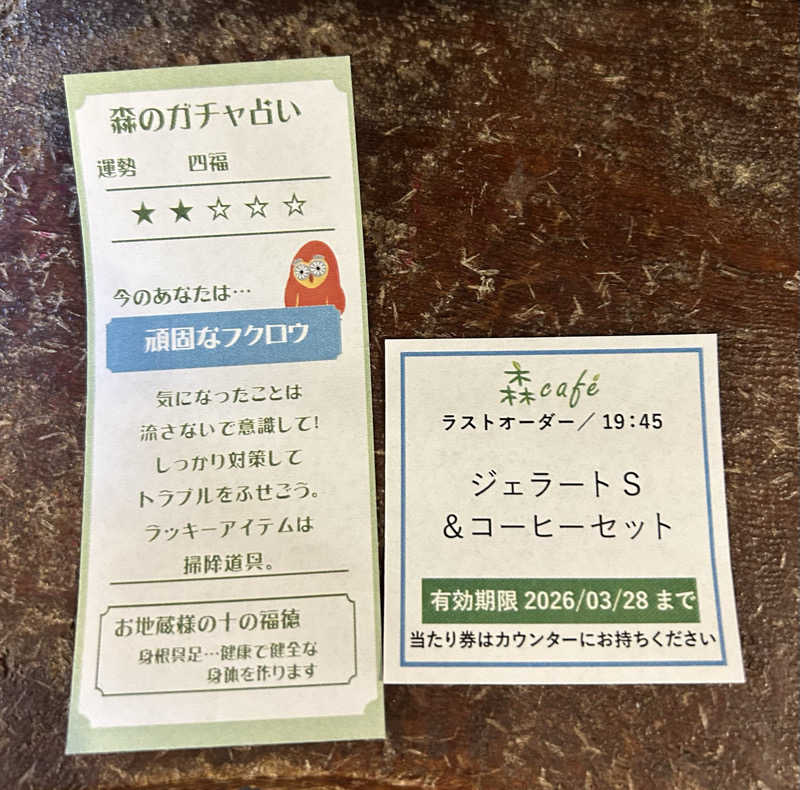 森のガチャ占い
運勢 四福
★★☆☆☆
今のあなたは…
頑固なフクロウ
気になったことは
流さないで意識して!
しっかり対策して
トラブルをふせごう。
ラッキーアイテムは
掃除道具。
お地蔵様の十の福徳
身根具足…健康で健全な
身体を作ります
森café
ラストオーダー／19:45
ジェラートS
＆コーヒーセット
有効期限 2026/03/28 まで
当たり券はカウンターにお持ちください